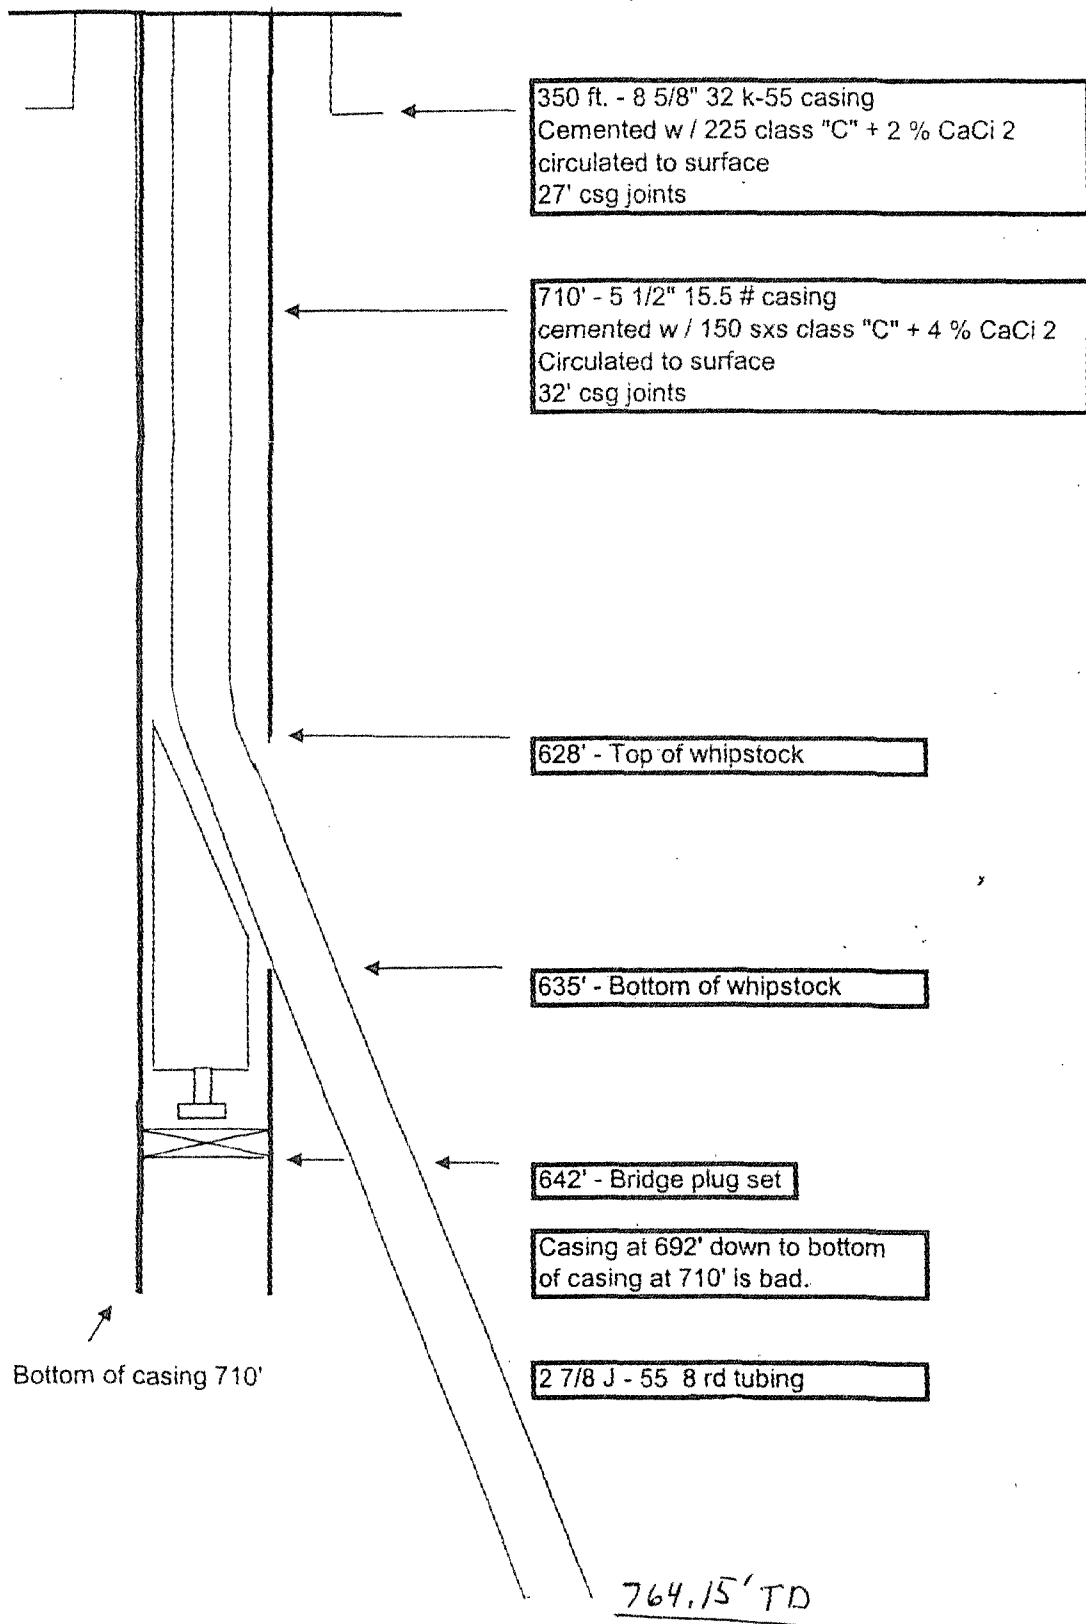 350 ft. - 8 5/8" 32 k-55 casing
Cemented w / 225 class "C" + 2 % CaCi 2
circulated to surface
27' csg joints
710' - 5 1/2" 15.5 # casing
cemented w / 150 sxs class "C" + 4 % CaCi 2
Circulated to surface
32' csg joints
628' - Top of whipstock
635' - Bottom of whipstock
642' - Bridge plug set
Casing at 692' down to bottom
of casing at 710' is bad.
Bottom of casing 710'
2 7/8 J - 55 8 rd tubing
764.15' TD